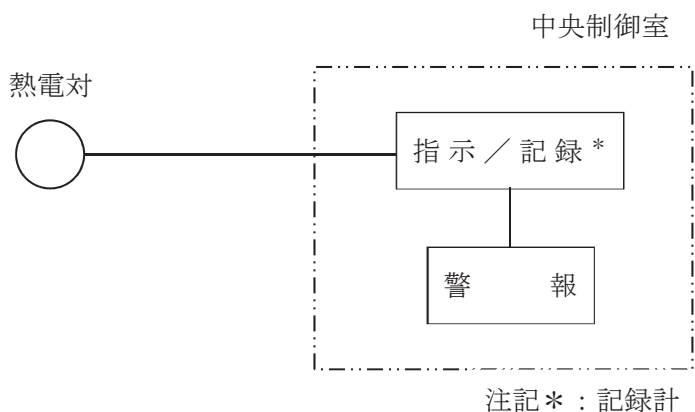 中央制御室
熱電対
指示／記録*
警報
注記＊：記録計